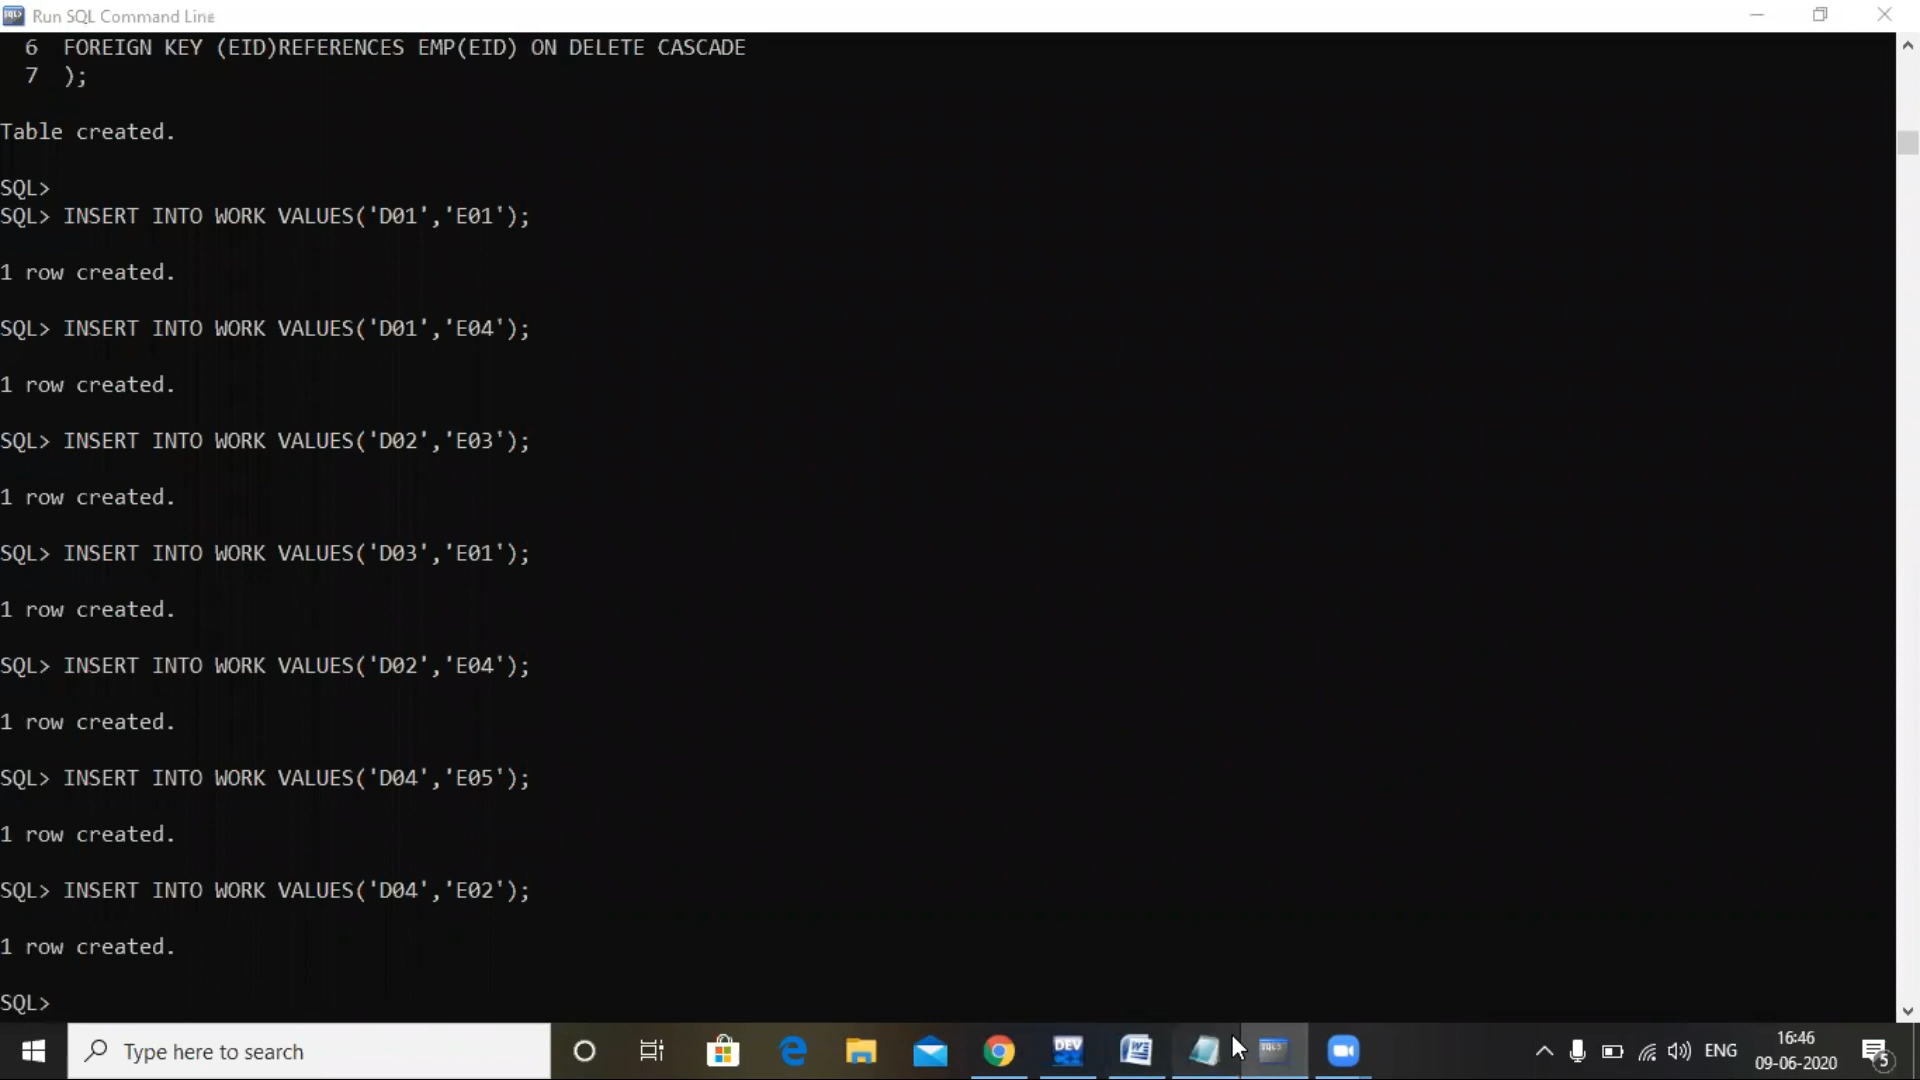 Run SQL Command Line
6 FOREIGN KEY (EID)REFERENCES EMP(EID) ON DELETE CASCADE
7 );
Table created.
SQL>
SQL> INSERT INTO WORK VALUES('D01','E01');
1 row created.
SQL> INSERT INTO WORK VALUES('D01','E04');
1 row created.
SQL> INSERT INTO WORK VALUES('D02','E03');
1 row created.
SQL> INSERT INTO WORK VALUES('D03','E01');
1 row created.
SQL> INSERT INTO WORK VALUES('D02','E04');
1 row created.
SQL> INSERT INTO WORK VALUES('D04','E05');
1 row created.
SQL> INSERT INTO WORK VALUES('D04','E02');
1 row created.
SQL>
Type here to search
DEV
W
SQL>
ENG
16:46
09-06-2020
5